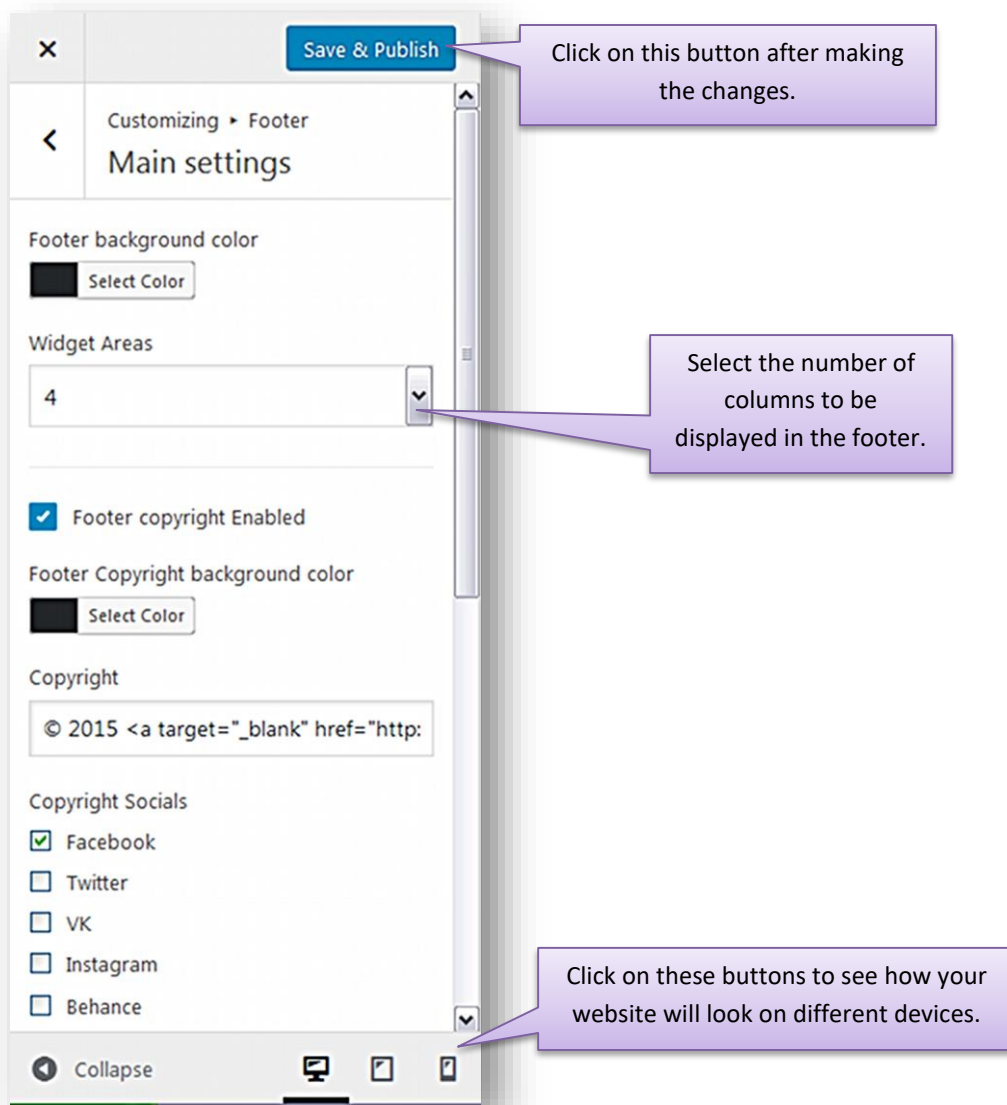 Save & Publish
Click on this button after making
the changes.
Customizing ▸ Footer
Main settings
Footer background color
Select Color
Widget Areas
4
Select the number of
columns to be
displayed in the footer.
Footer copyright Enabled
Footer Copyright background color
Select Color
Copyright
© 2015 <a target="_blank" href="http:
Copyright Socials
Facebook
Twitter
VK
Instagram
Behance
Click on these buttons to see how your
website will look on different devices.
Collapse